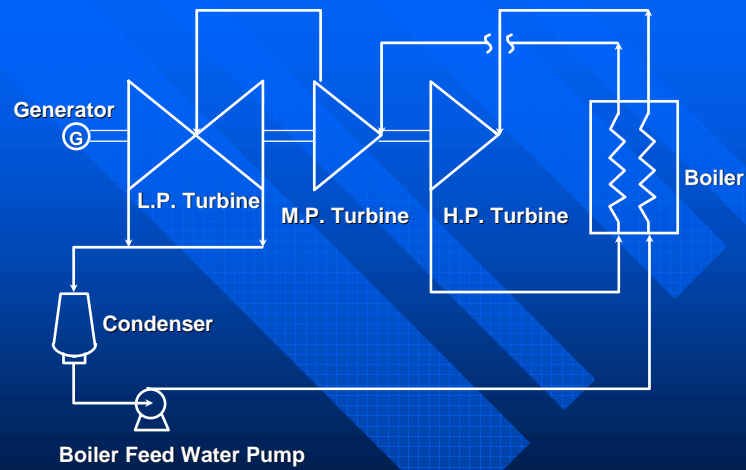 Generator
G
L.P. Turbine
M.P. Turbine
H.P. Turbine
Boiler
Condenser
Boiler Feed Water Pump